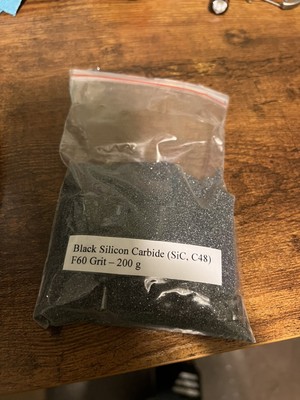 Black Silicon Carbide (SiC, C48)
F60 Grit – 200 g